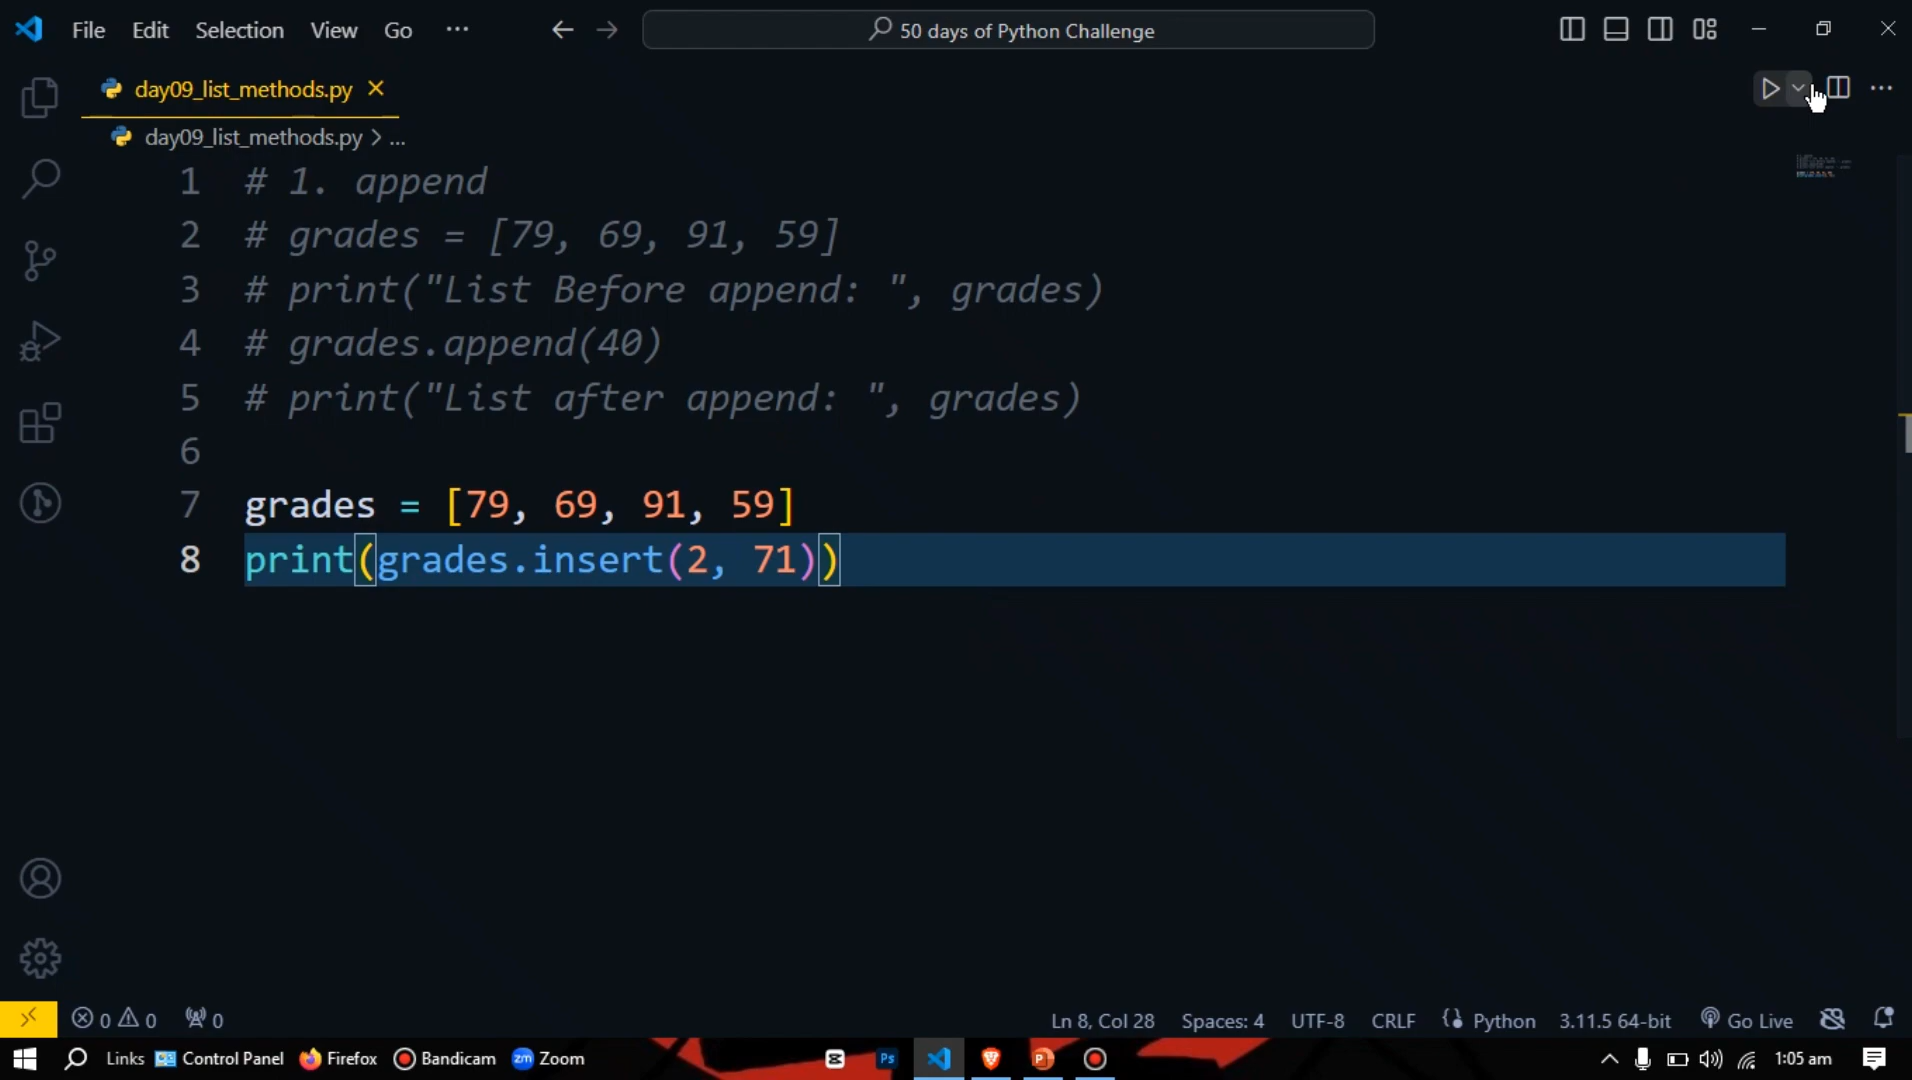 File Edit Selection View Go ... 50 days of Python Challenge
day09_list_methods.py
day09_list_methods.py > ...
1 # 1. append
2 # grades = [79, 69, 91, 59]
3 # print("List Before append: ", grades)
4 # grades.append(40)
5 # print("List after append: ", grades)
6
7 grades = [79, 69, 91, 59]
8 print(grades.insert(2, 71))
0 0 0 Ln 8, Col 28 Spaces: 4 UTF-8 CRLF Python 3.11.5 64-bit Go Live
Links Control Panel Firefox Bandicam zm Zoom Ps 1:05 am